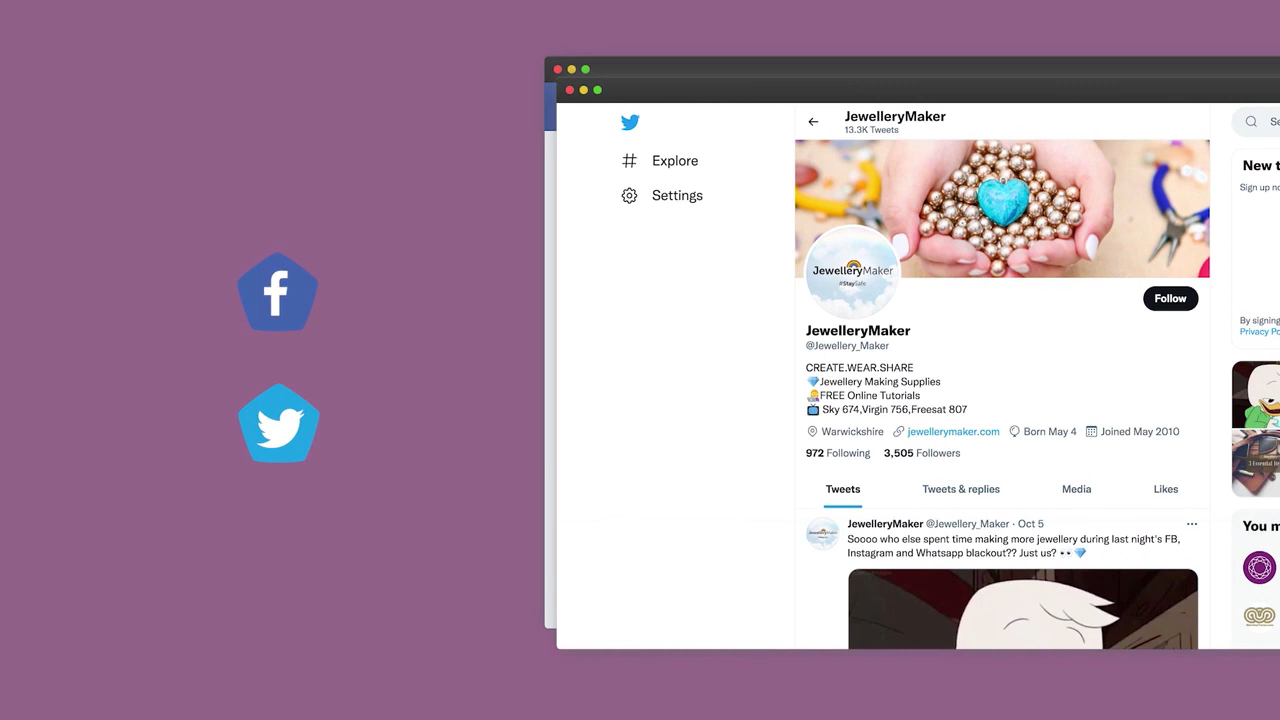 JewelleryMaker
13.3K Tweets
Explore
Settings
Se
New t
Sign up no
JewelleryMaker
#StaySafe
Follow
By signing
Privacy Po
JewelleryMaker
@Jewellery_Maker
CREATE.WEAR.SHARE
💎Jewellery Making Supplies
👩‍🎨FREE Online Tutorials
📺 Sky 674,Virgin 756,Freesat 807
Warwickshire jewellerymaker.com Born May 4 Joined May 2010
972 Following 3,505 Followers
Tweets Tweets & replies Media Likes
JewelleryMaker @Jewellery_Maker · Oct 5
Soooo who else spent time making more jewellery during last night's FB,
Instagram and Whatsapp blackout?? Just us? 👀 💎
You m